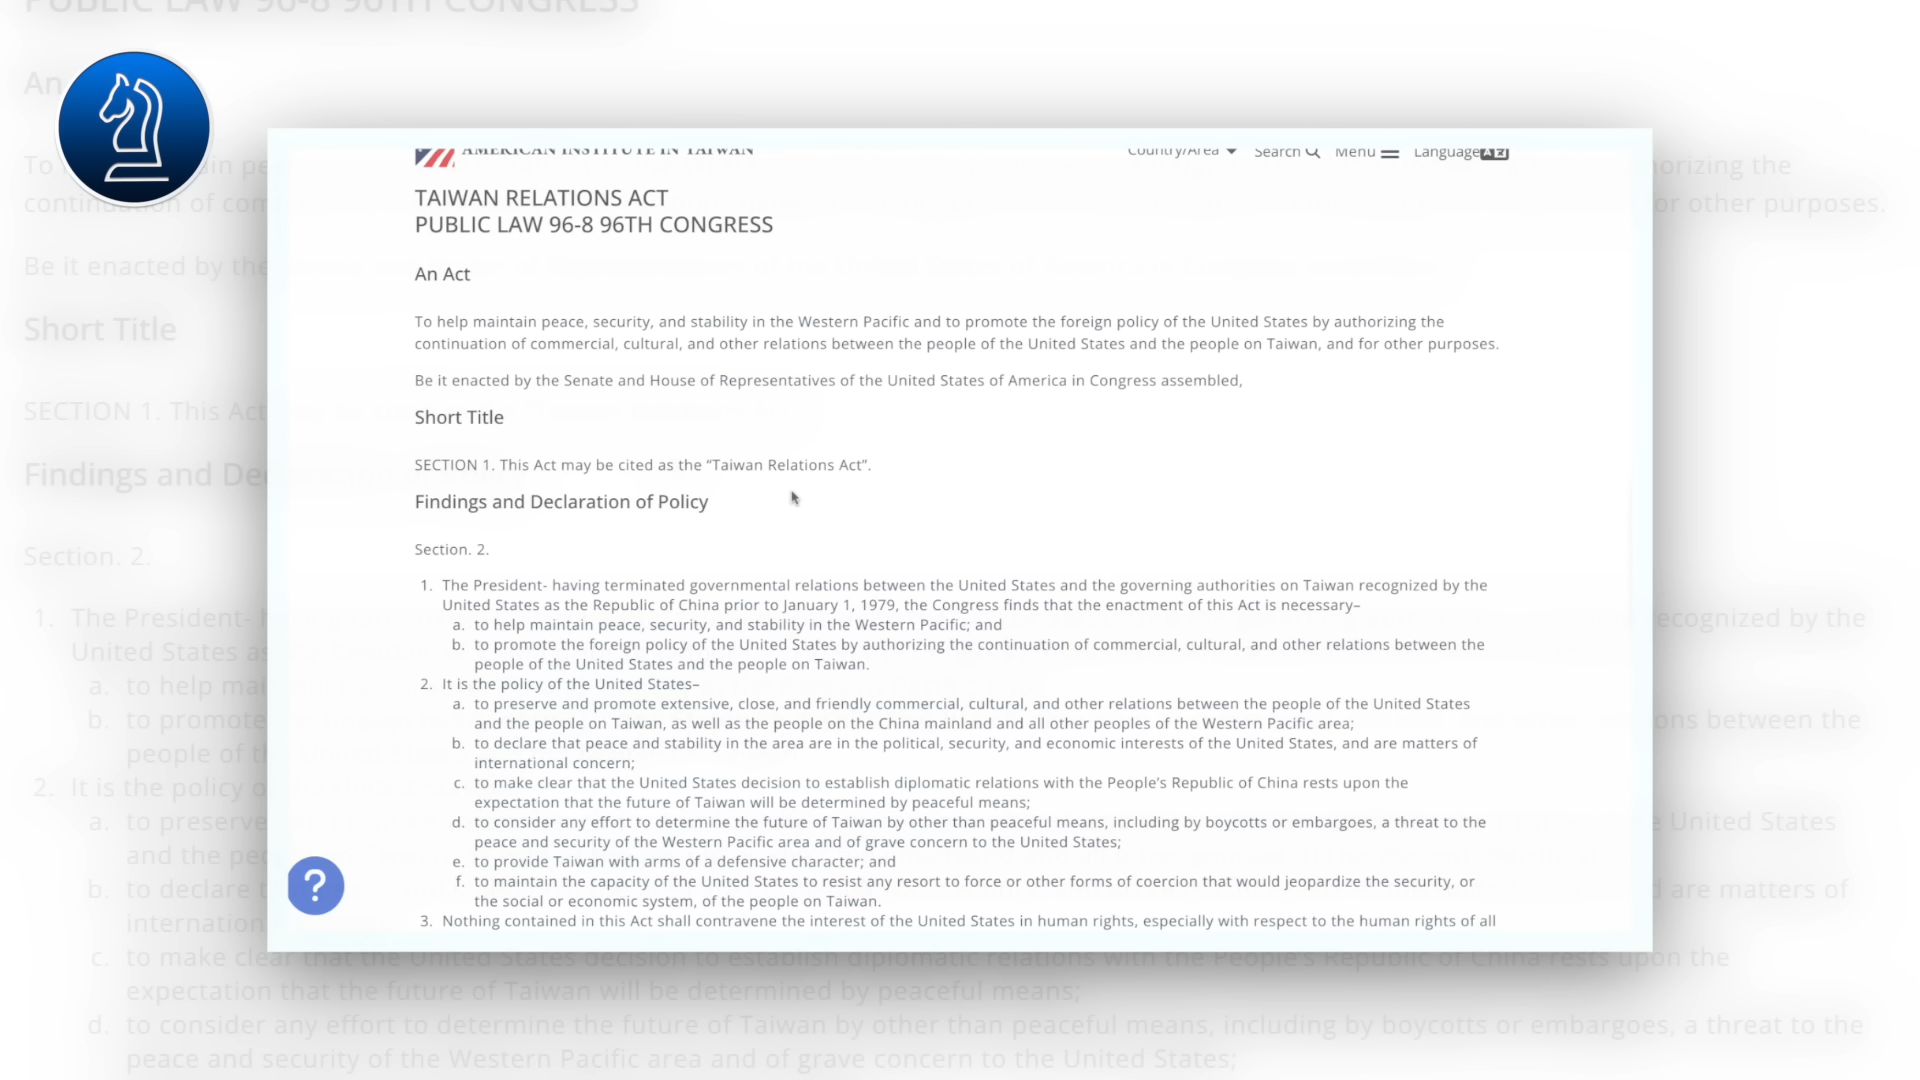 AMERICAN INSTITUTE IN TAIWAN
Country/Area Search Menu Language
TAIWAN RELATIONS ACT
PUBLIC LAW 96-8 96TH CONGRESS
An Act
To help maintain peace, security, and stability in the Western Pacific and to promote the foreign policy of the United States by authorizing the
continuation of commercial, cultural, and other relations between the people of the United States and the people on Taiwan, and for other purposes.
Be it enacted by the Senate and House of Representatives of the United States of America in Congress assembled,
Short Title
SECTION 1. This Act may be cited as the “Taiwan Relations Act”.
Findings and Declaration of Policy
Section. 2.
1. The President- having terminated governmental relations between the United States and the governing authorities on Taiwan recognized by the
United States as the Republic of China prior to January 1, 1979, the Congress finds that the enactment of this Act is necessary–
a. to help maintain peace, security, and stability in the Western Pacific; and
b. to promote the foreign policy of the United States by authorizing the continuation of commercial, cultural, and other relations between the
people of the United States and the people on Taiwan.
2. It is the policy of the United States–
a. to preserve and promote extensive, close, and friendly commercial, cultural, and other relations between the people of the United States
and the people on Taiwan, as well as the people on the China mainland and all other peoples of the Western Pacific area;
b. to declare that peace and stability in the area are in the political, security, and economic interests of the United States, and are matters of
international concern;
c. to make clear that the United States decision to establish diplomatic relations with the People’s Republic of China rests upon the
expectation that the future of Taiwan will be determined by peaceful means;
d. to consider any effort to determine the future of Taiwan by other than peaceful means, including by boycotts or embargoes, a threat to the
peace and security of the Western Pacific area and of grave concern to the United States;
e. to provide Taiwan with arms of a defensive character; and
f. to maintain the capacity of the United States to resist any resort to force or other forms of coercion that would jeopardize the security, or
the social or economic system, of the people on Taiwan.
3. Nothing contained in this Act shall contravene the interest of the United States in human rights, especially with respect to the human rights of all
?